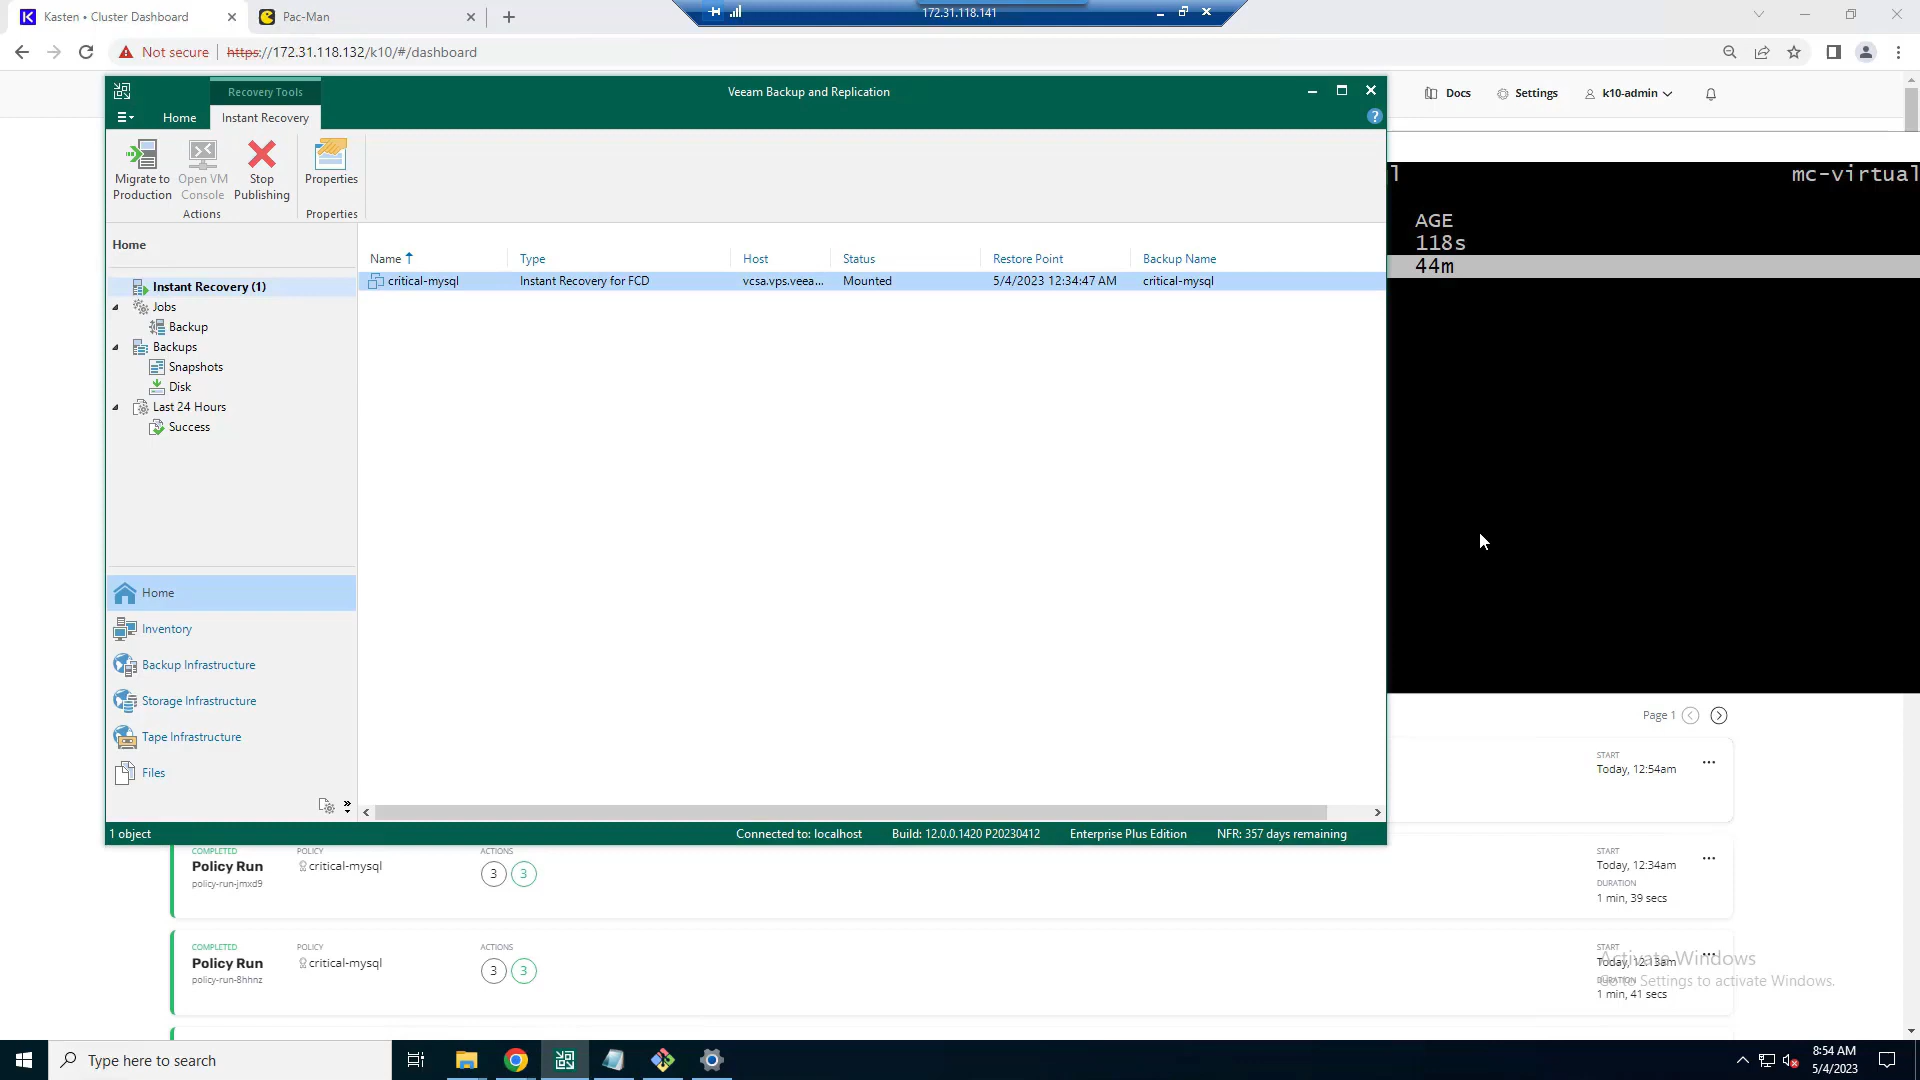 Kasten • Cluster Dashboard
Pac-Man
172.31.118.141
Not secure
https://172.31.118.132/k10/#/dashboard
Recovery Tools
Veeam Backup and Replication
Home
Instant Recovery
Docs
Settings
k10-admin
Migrate to Production
Open VM Console
Stop Publishing
Properties
Actions
Properties
mc-virtual
AGE
118s
44m
Home
Instant Recovery (1)
Jobs
Backup
Backups
Snapshots
Disk
Last 24 Hours
Success
Name Type Host Status Restore Point Backup Name
critical-mysql Instant Recovery for FCD vcsa.vps.veea... Mounted 5/4/2023 12:34:47 AM critical-mysql
Home
Inventory
Backup Infrastructure
Storage Infrastructure
Tape Infrastructure
Files
1 object
Connected to: localhost
Build: 12.0.0.1420 P20230412
Enterprise Plus Edition
NFR: 357 days remaining
Page 1
START
Today, 12:54am
COMPLETED
Policy Run
policy-run-jmxd9
POLICY
critical-mysql
ACTIONS
3 3
START
Today, 12:34am
DURATION
1 min, 39 secs
COMPLETED
Policy Run
policy-run-8hhnz
POLICY
critical-mysql
ACTIONS
3 3
START
Today, 12:13am
DURATION
1 min, 41 secs
Activate Windows
Go to Settings to activate Windows.
Type here to search
8:54 AM
5/4/2023